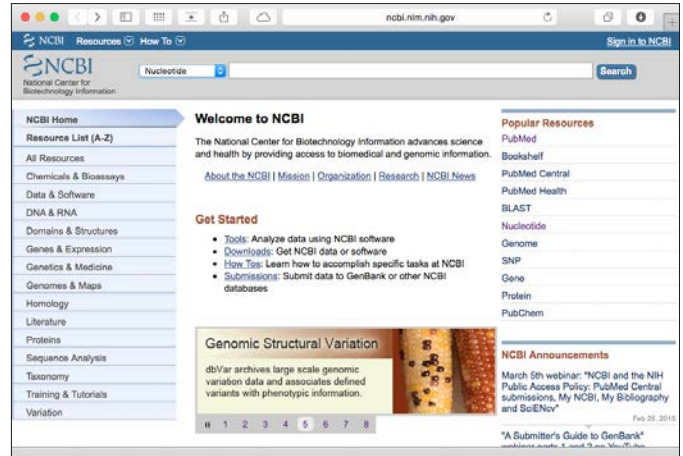 ncbi.nlm.nih.gov
NCBI Resources How To
Sign in to NCBI
NCBI
National Center for
Biotechnology Information
Nucleotide
Search
NCBI Home
Resource List (A-Z)
All Resources
Chemicals & Bioassays
Data & Software
DNA & RNA
Domains & Structures
Genes & Expression
Genetics & Medicine
Genomes & Maps
Homology
Literature
Proteins
Sequence Analysis
Taxonomy
Training & Tutorials
Variation
Welcome to NCBI
The National Center for Biotechnology Information advances science
and health by providing access to biomedical and genomic information.
About the NCBI | Mission | Organization | Research | NCBI News
Get Started
• Tools: Analyze data using NCBI software
• Downloads: Get NCBI data or software
• How Tos: Learn how to accomplish specific tasks at NCBI
• Submissions: Submit data to GenBank or other NCBI
databases
Genomic Structural Variation
dbVar archives large scale genomic
variation data and associates defined
variants with phenotypic information.
1 2 3 4 5 6 7 8
Popular Resources
PubMed
Bookshelf
PubMed Central
PubMed Health
BLAST
Nucleotide
Genome
SNP
Gene
Protein
PubChem
NCBI Announcements
March 5th webinar: "NCBI and the NIH
Public Access Policy: PubMed Central
submissions, My NCBI, My Bibliography
and SciENcv"
Feb 25, 2015
"A Submitter's Guide to GenBank"
webinar parts 1 and 2 on YouTube